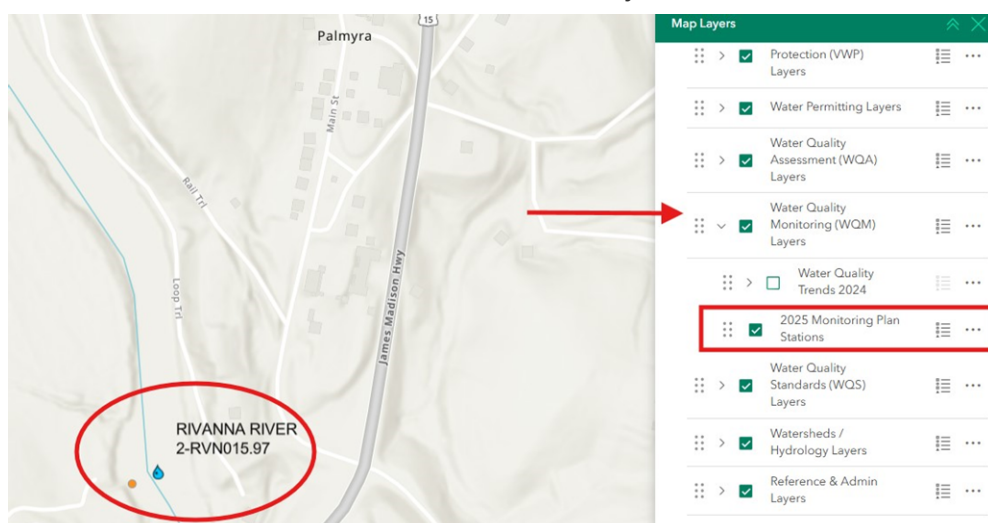 15
Palmyra
Main St
Rail Trl
Loop Trl
James Madison Hwy
RIVANNA RIVER
2-RVN015.97
Map Layers
Protection (VWP)
Layers
Water Permitting Layers
Water Quality
Assessment (WQA)
Layers
Water Quality
Monitoring (WQM)
Layers
Water Quality
Trends 2024
2025 Monitoring Plan
Stations
Water Quality
Standards (WQS)
Layers
Watersheds /
Hydrology Layers
Reference & Admin
Layers